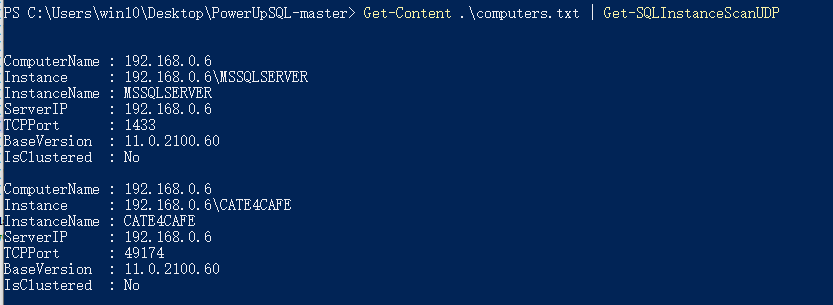 PS C:\Users\win10\Desktop\PowerUpSQL-master> Get-Content .\computers.txt | Get-SQLInstanceScanUDP
ComputerName : 192.168.0.6
Instance     : 192.168.0.6\MSSQLSERVER
InstanceName : MSSQLSERVER
ServerIP     : 192.168.0.6
TCPPort      : 1433
BaseVersion  : 11.0.2100.60
IsClustered  : No
ComputerName : 192.168.0.6
Instance     : 192.168.0.6\CATE4CAFE
InstanceName : CATE4CAFE
ServerIP     : 192.168.0.6
TCPPort      : 49174
BaseVersion  : 11.0.2100.60
IsClustered  : No